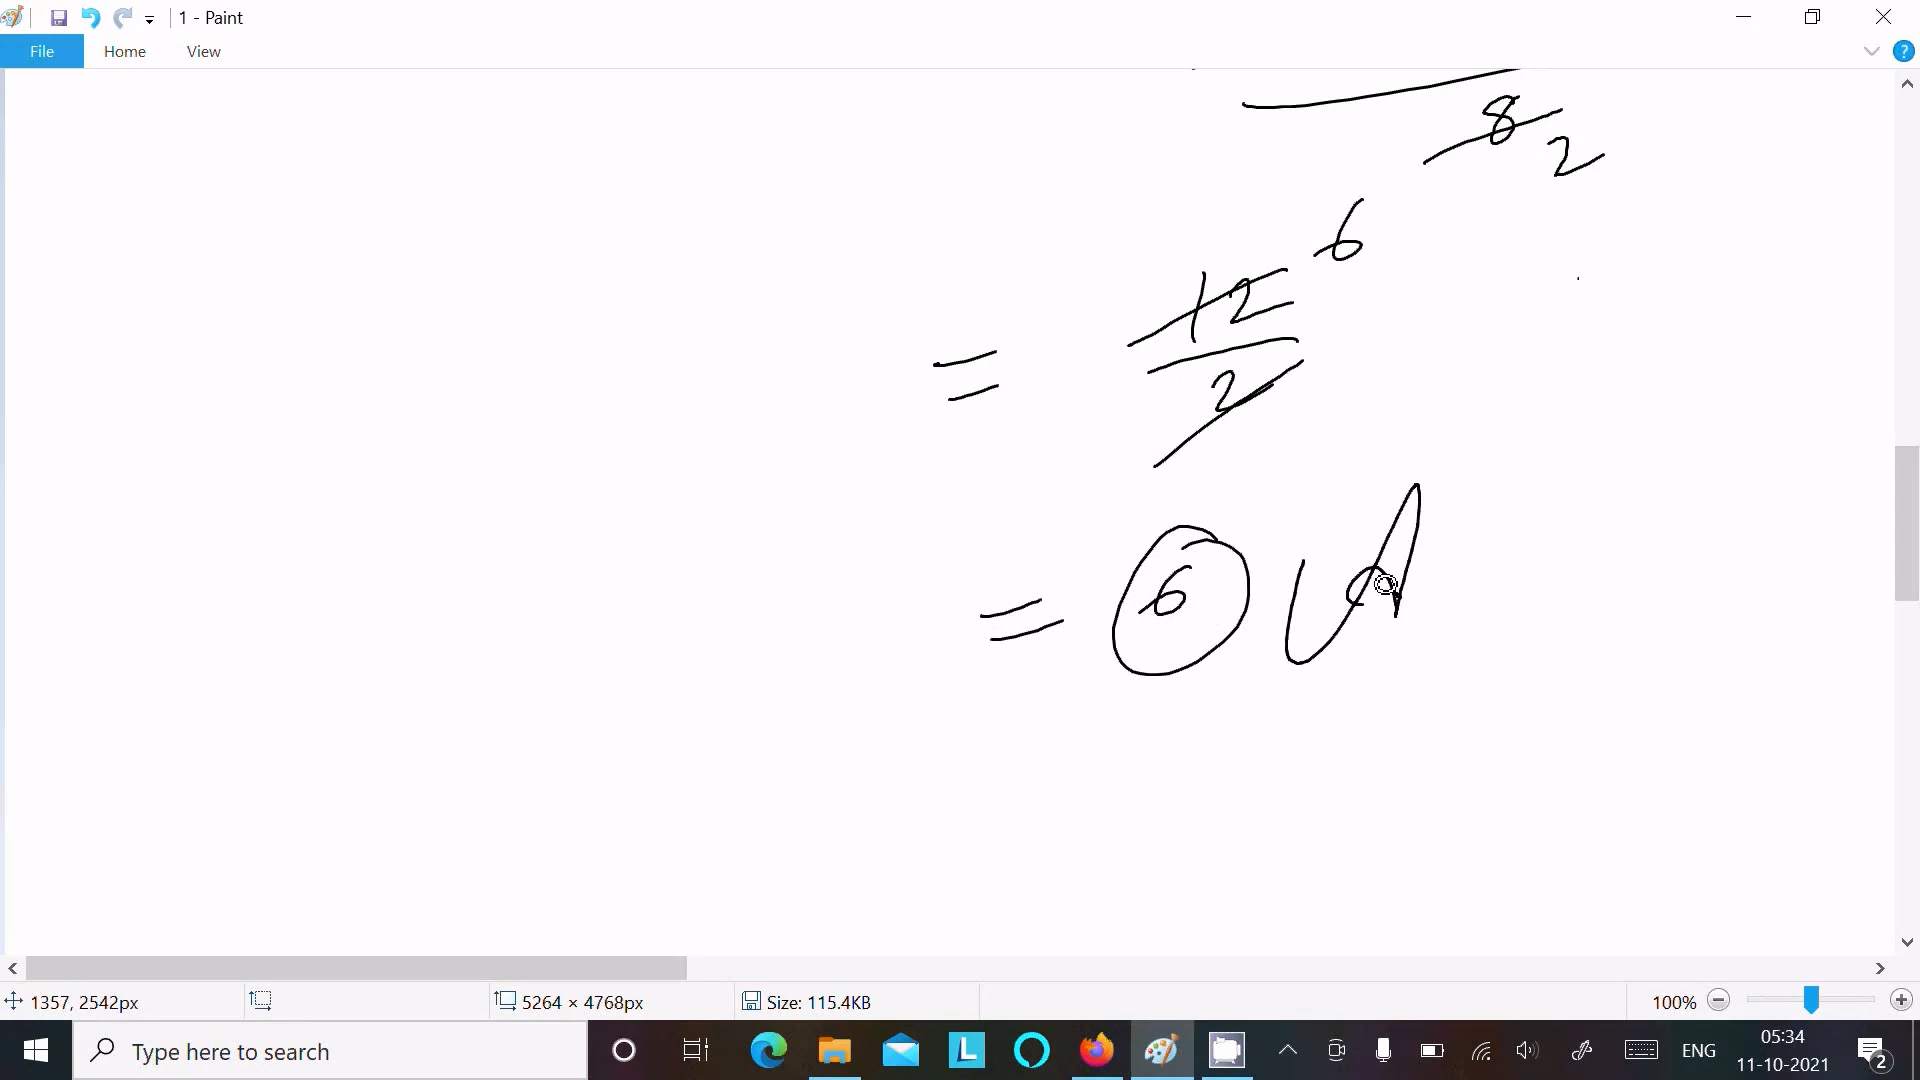 1 - Paint
File Home View
8 2
6
= 12
2
= 6
1357, 2542px 5264 × 4768px Size: 115.4KB 100%
Type here to search
L
ENG
05:34
11-10-2021
2